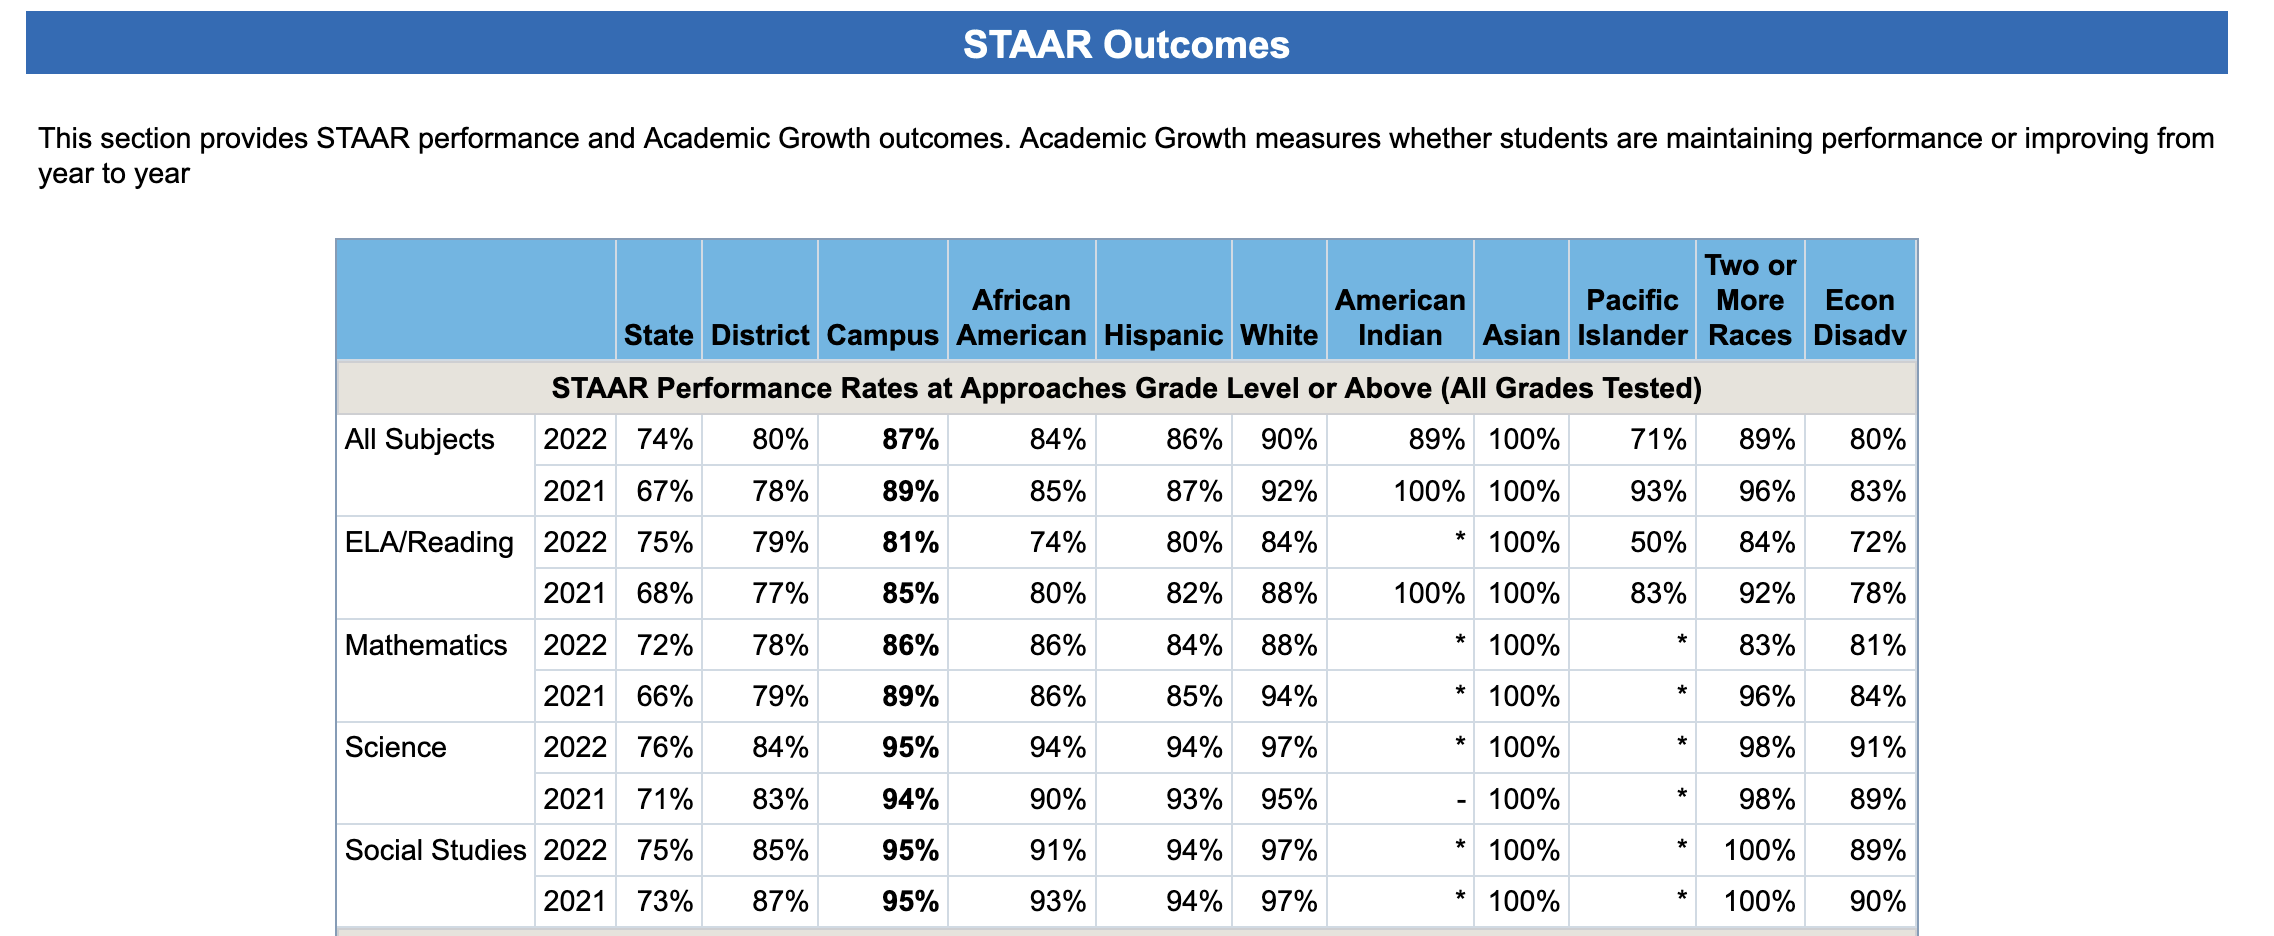 STAAR Outcomes
This section provides STAAR performance and Academic Growth outcomes. Academic Growth measures whether students are maintaining performance or improving from
year to year
State District Campus African American Hispanic White American Indian Asian Pacific Islander Two or More Races Econ Disadv
STAAR Performance Rates at Approaches Grade Level or Above (All Grades Tested)
All Subjects 2022 74% 80% 87% 84% 86% 90% 89% 100% 71% 89% 80%
2021 67% 78% 89% 85% 87% 92% 100% 100% 93% 96% 83%
ELA/Reading 2022 75% 79% 81% 74% 80% 84% * 100% 50% 84% 72%
2021 68% 77% 85% 80% 82% 88% 100% 100% 83% 92% 78%
Mathematics 2022 72% 78% 86% 86% 84% 88% * 100% * 83% 81%
2021 66% 79% 89% 86% 85% 94% * 100% * 96% 84%
Science 2022 76% 84% 95% 94% 94% 97% * 100% * 98% 91%
2021 71% 83% 94% 90% 93% 95% - 100% * 98% 89%
Social Studies 2022 75% 85% 95% 91% 94% 97% * 100% * 100% 89%
2021 73% 87% 95% 93% 94% 97% * 100% * 100% 90%